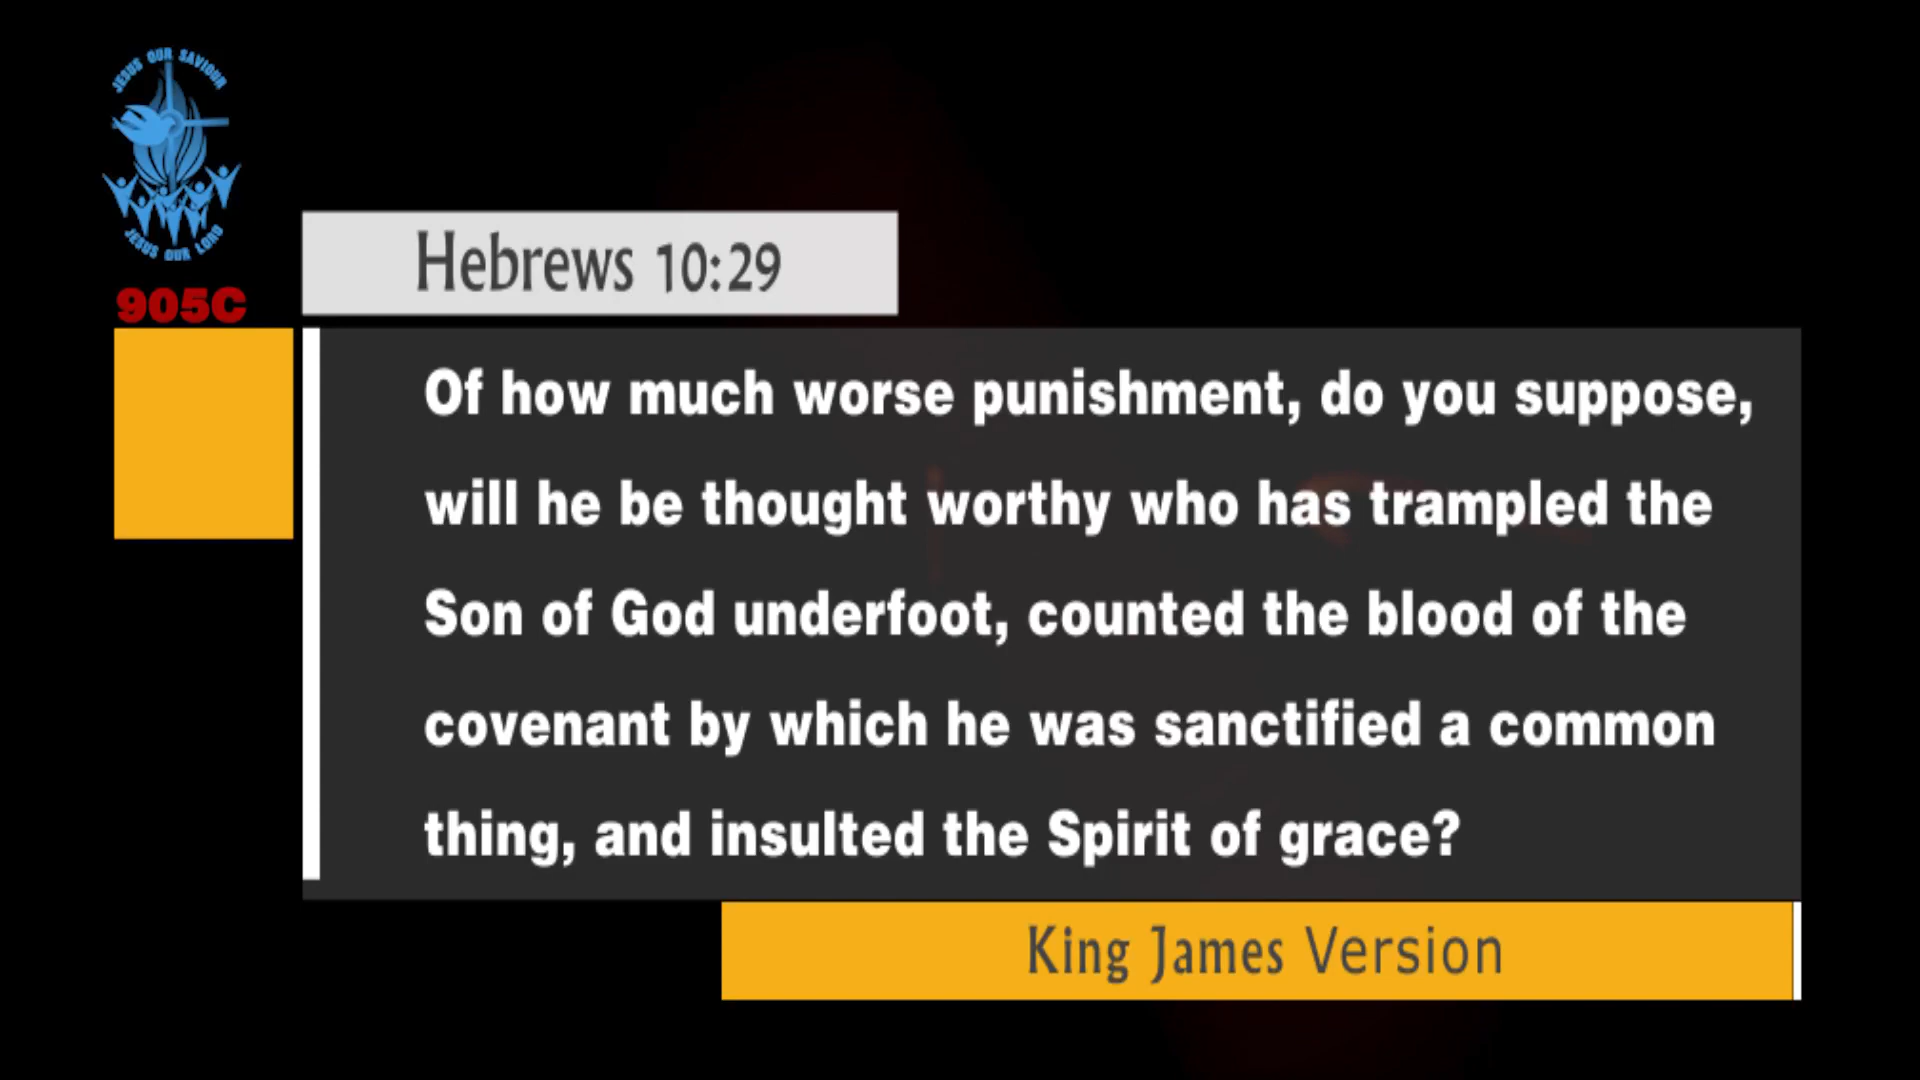 JESUS OUR SAVIOUR
JESUS OUR LORD
905C
Hebrews 10:29
Of how much worse punishment, do you suppose,
will he be thought worthy who has trampled the
Son of God underfoot, counted the blood of the
covenant by which he was sanctified a common
thing, and insulted the Spirit of grace?
King James Version